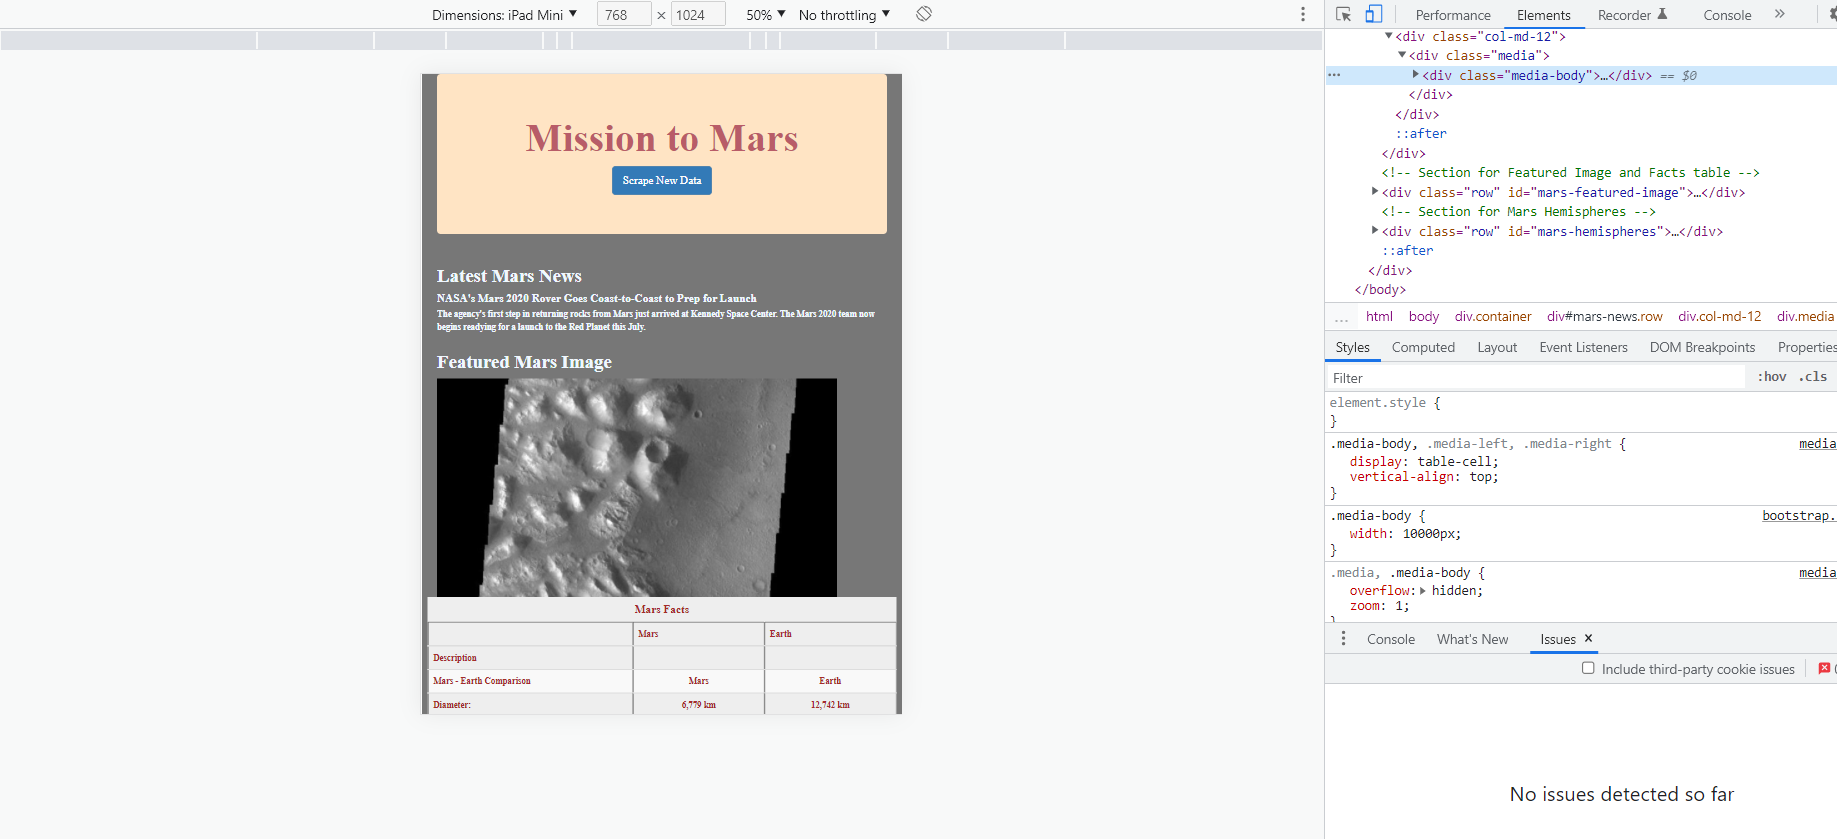 Dimensions: iPad Mini ▼ 768 × 1024 50% ▼ No throttling ▼
Mission to Mars
Scrape New Data
Latest Mars News
NASA's Mars 2020 Rover Goes Coast-to-Coast to Prep for Launch
The agency's first step in returning rocks from Mars just arrived at Kennedy Space Center. The Mars 2020 team now
begins readying for a launch to the Red Planet this July.
Featured Mars Image
Mars Facts
Mars Earth
Description
Mars - Earth Comparison Mars Earth
Diameter: 6,779 km 12,742 km
Performance Elements Recorder Console »
▼<div class="col-md-12">
▼<div class="media">
… ▶<div class="media-body">…</div> == $0
</div>
</div>
::after
</div>
<!-- Section for Featured Image and Facts table -->
▶<div class="row" id="mars-featured-image">…</div>
<!-- Section for Mars Hemispheres -->
▶<div class="row" id="mars-hemispheres">…</div>
::after
</div>
</body>
… html body div.container div#mars-news.row div.col-md-12 div.media
Styles Computed Layout Event Listeners DOM Breakpoints Properties
Filter :hov .cls
element.style {
}
.media-body, .media-left, .media-right { media
display: table-cell;
vertical-align: top;
}
.media-body { bootstrap.
width: 10000px;
}
.media, .media-body { media
overflow:▶ hidden;
zoom: 1;
}
Console What's New Issues ×
Include third-party cookie issues
No issues detected so far